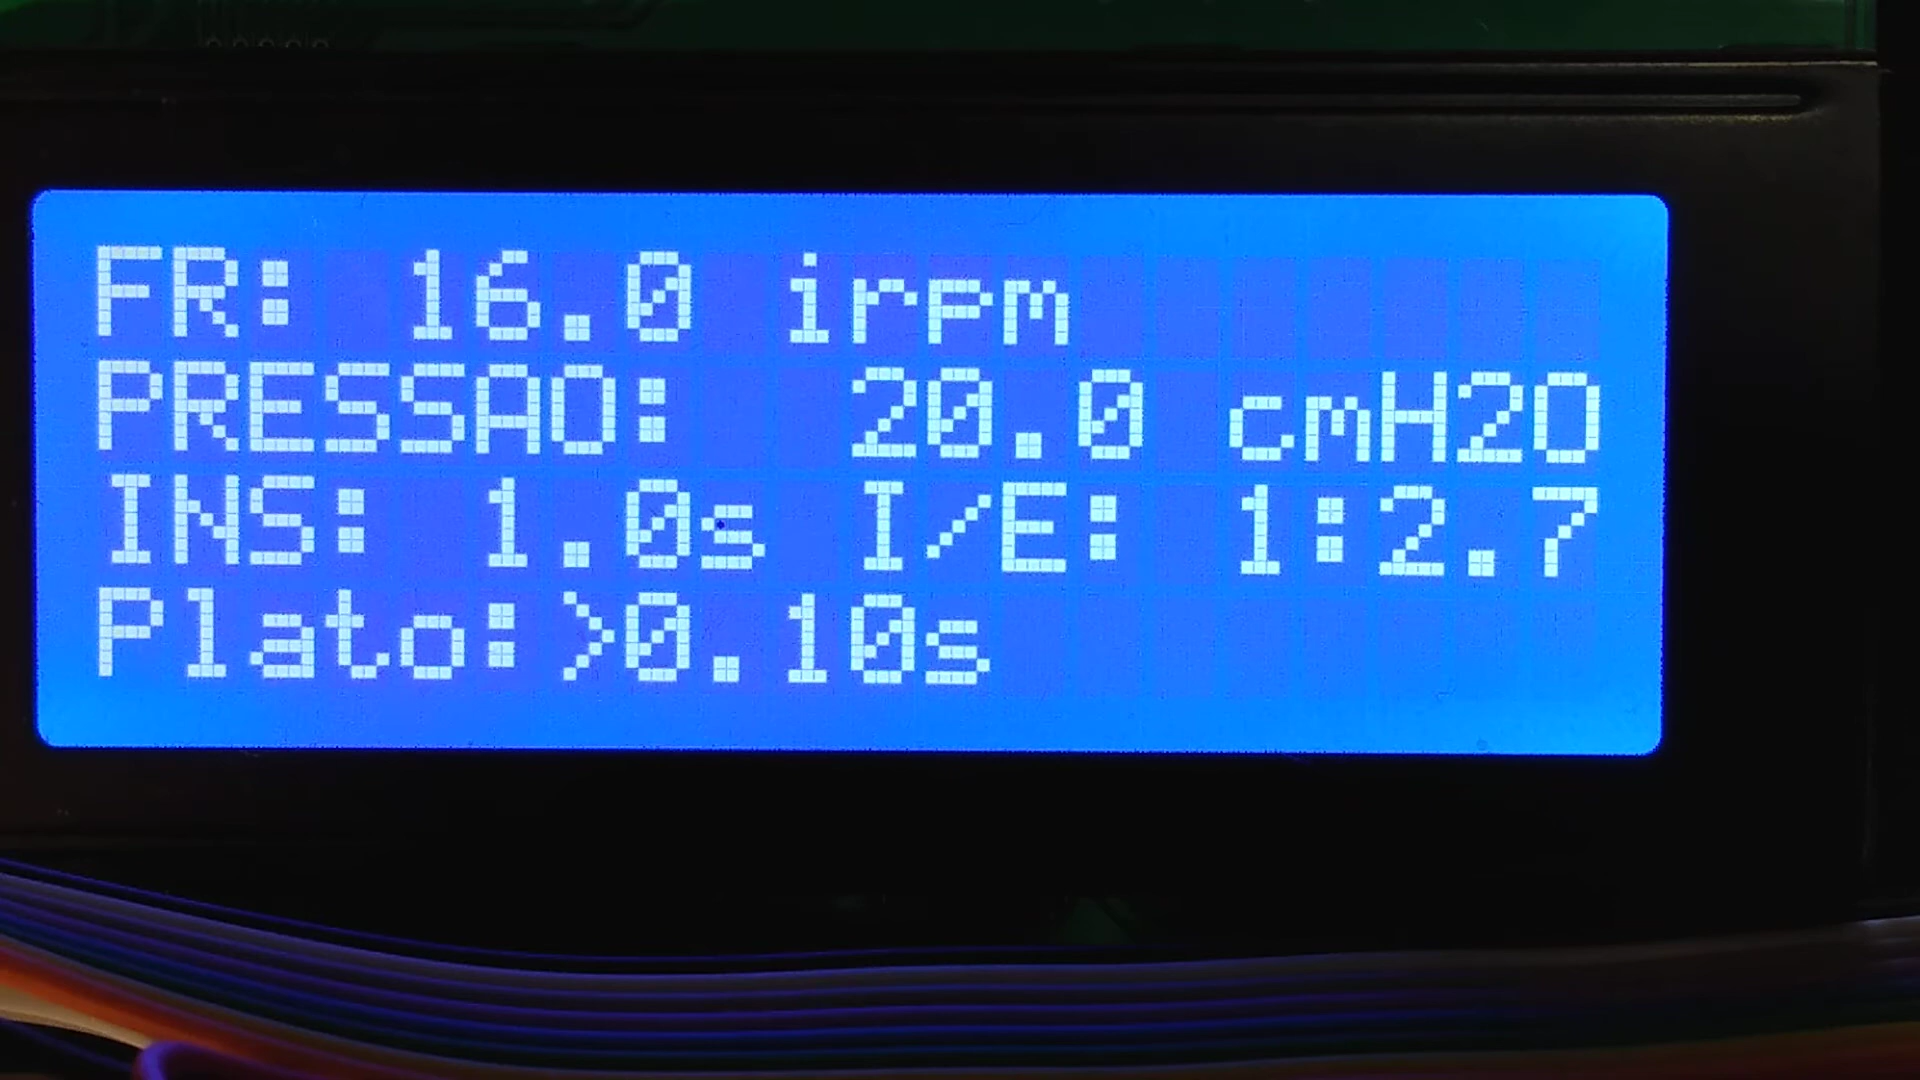 FR: 16.0 irpm
PRESSAO: 20.0 cmH2O
INS: 1.0s I/E: 1:2.7
Plato:>0.10s